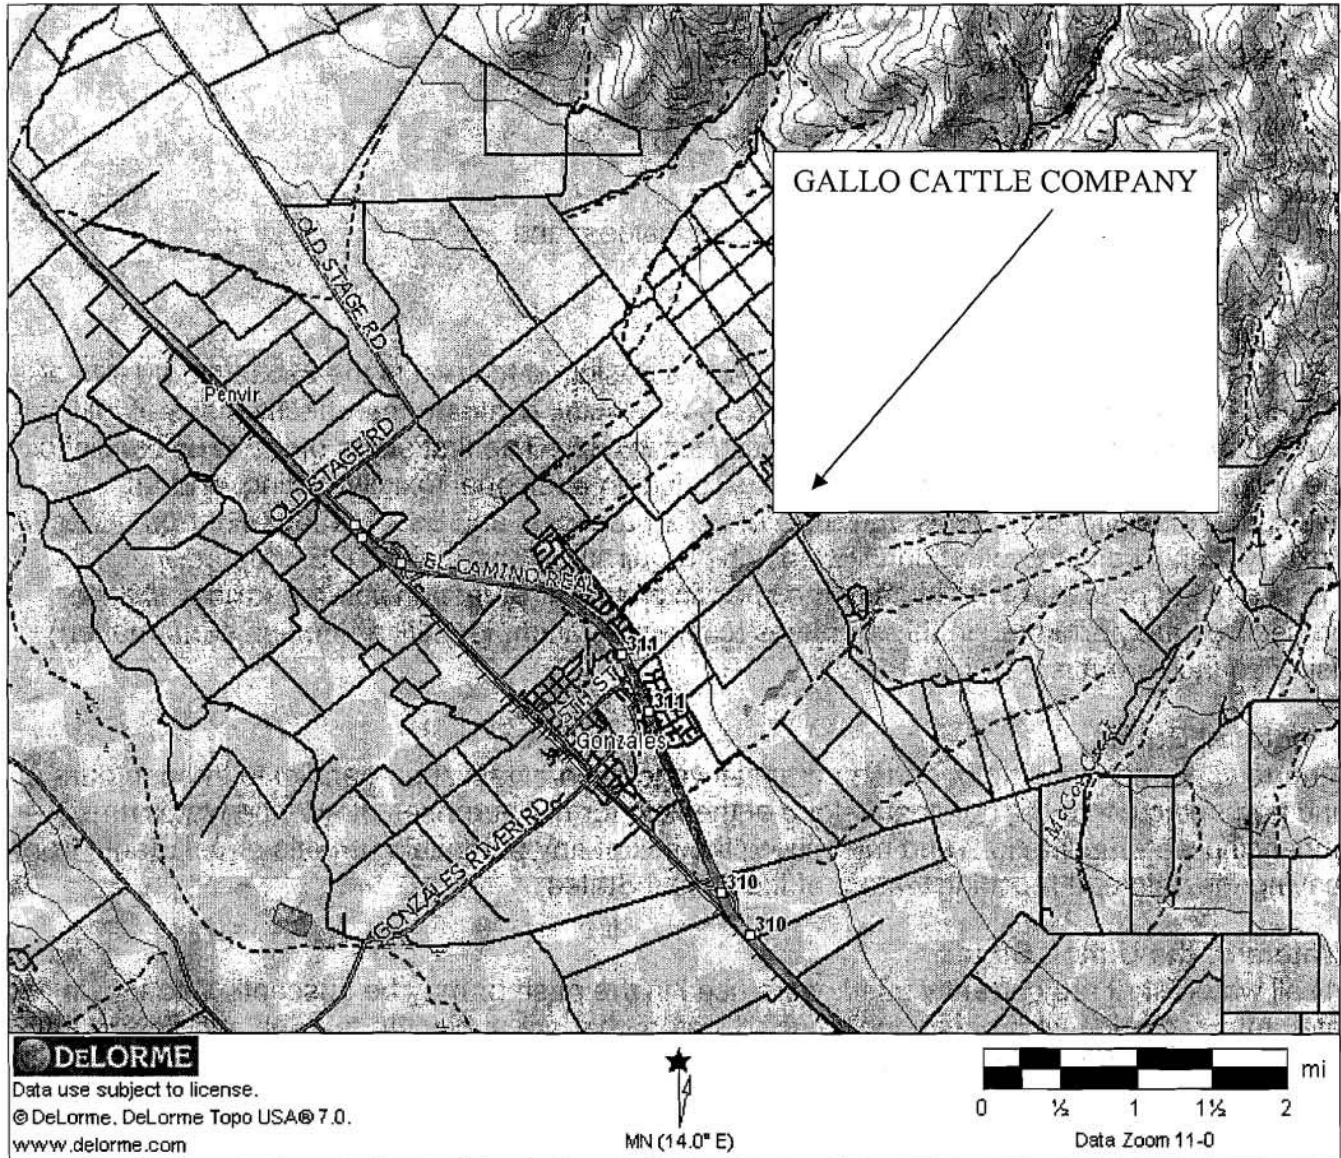 GALLO CATTLE COMPANY
OLD STAGE RD
Penvir
OLD STAGE RD
EL CAMINO REAL
311
311
Gonzales
McCoy Creek
GONZALES RIVER RD
310
310
DELORME
Data use subject to license.
© DeLorme. DeLorme Topo USA® 7.0.
www.delorme.com
MN (14.0° E)
mi
0 ½ 1 1½ 2
Data Zoom 11-0